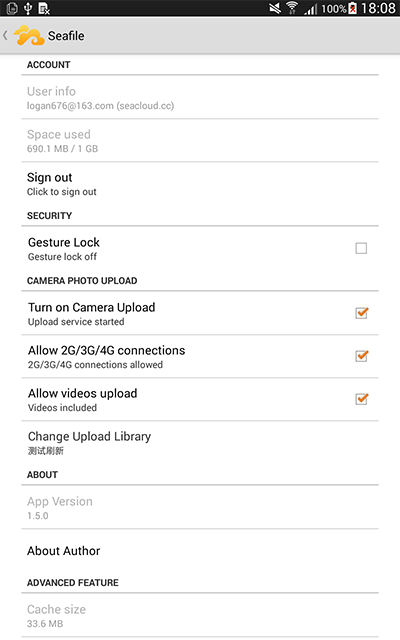 100% 18:08
Seafile
ACCOUNT
User info
logan676@163.com (seacloud.cc)
Space used
690.1 MB / 1 GB
Sign out
Click to sign out
SECURITY
Gesture Lock
Gesture lock off
CAMERA PHOTO UPLOAD
Turn on Camera Upload
Upload service started
Allow 2G/3G/4G connections
2G/3G/4G connections allowed
Allow videos upload
Videos included
Change Upload Library
测试刷新
ABOUT
App Version
1.5.0
About Author
ADVANCED FEATURE
Cache size
33.6 MB